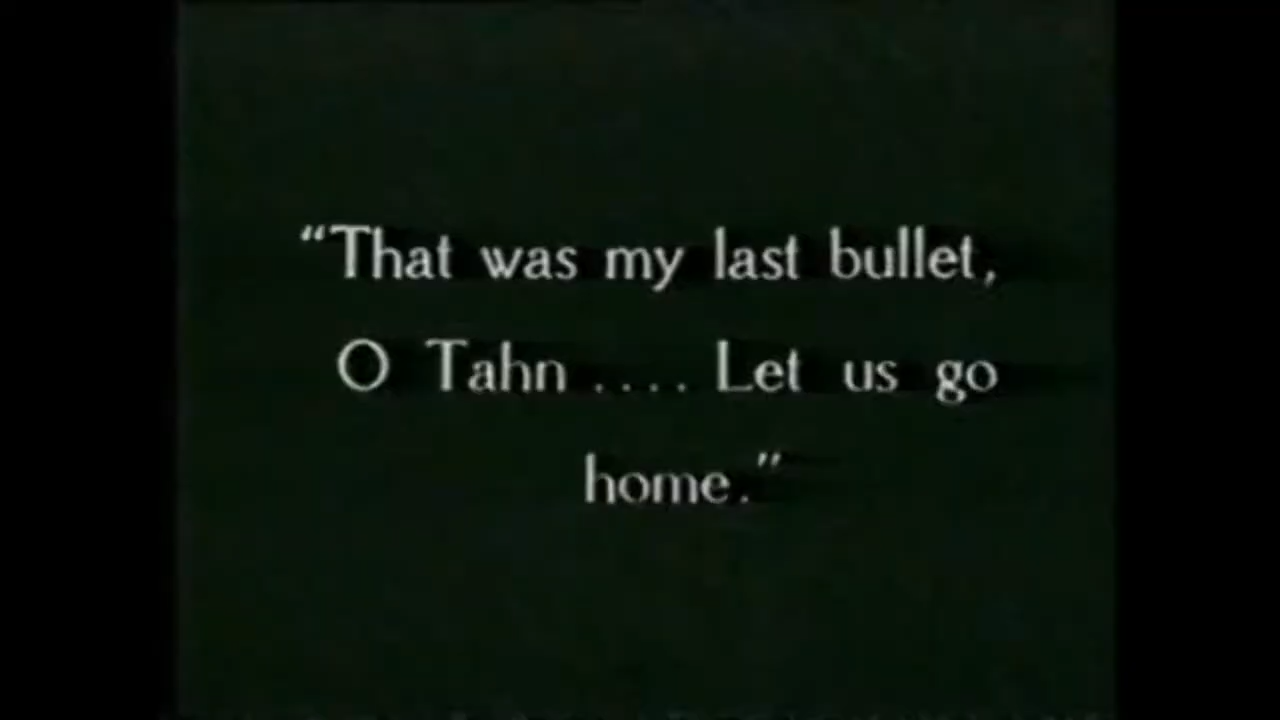 “That was my last bullet,
O Tahn .... Let us go
home.”